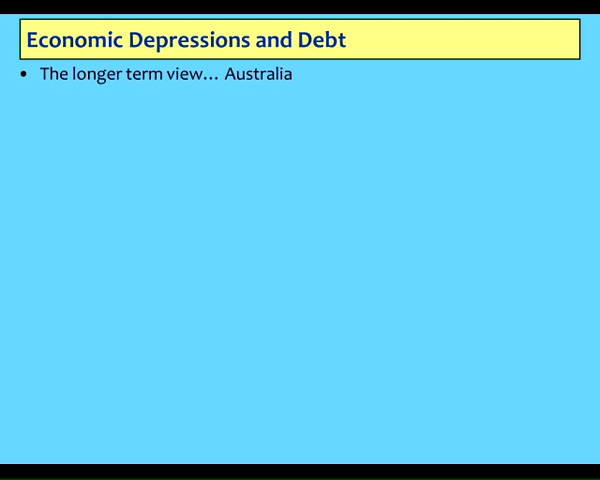 Economic Depressions and Debt
• The longer term view... Australia